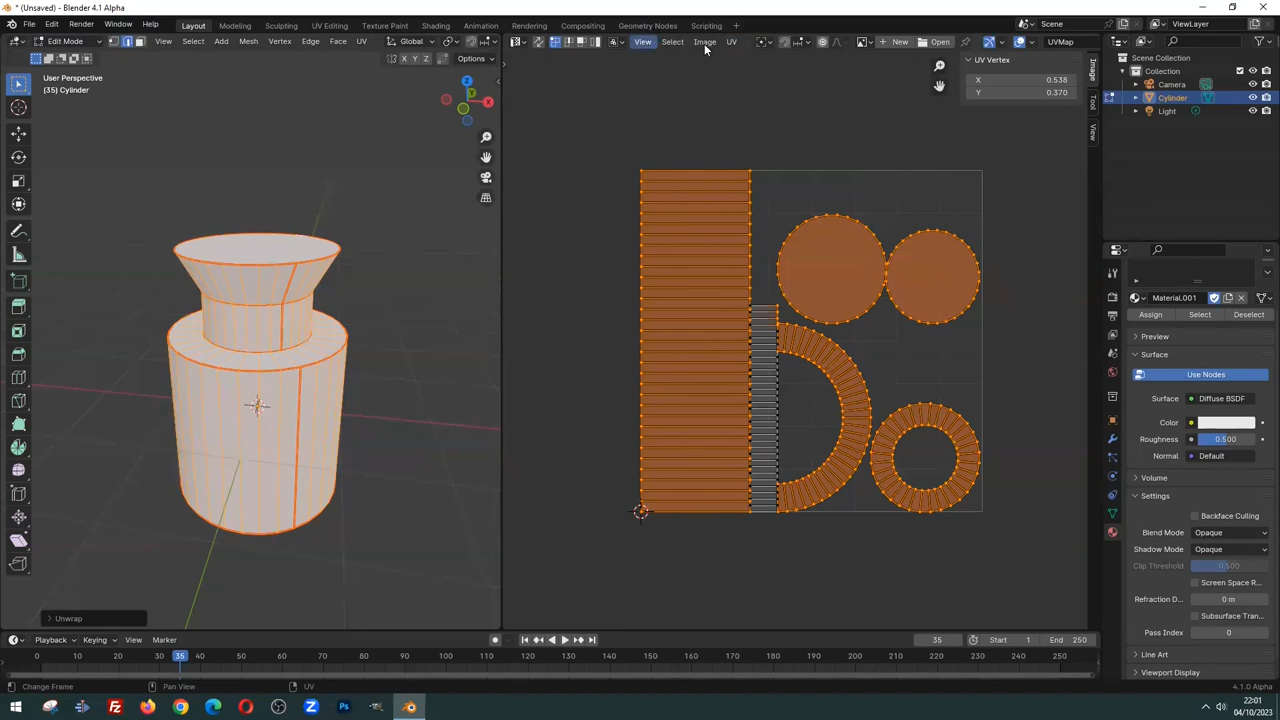 * (Unsaved) - Blender 4.1 Alpha
File Edit Render Window Help Layout Modeling Sculpting UV Editing Texture Paint Shading Animation Rendering Compositing Geometry Nodes Scripting + Scene ViewLayer
Edit Mode View Select Add Mesh Vertex Edge Face UV Global View Select Image UV New Open UVMap
X Y Z Options
User Perspective
(35) Cylinder
Z
Y
X
UV Vertex
X 0.538
Y 0.370
Image
Tool
View
Scene Collection
Collection
Camera
Cylinder
Light
Material.001
Assign Select Deselect
Preview
Surface
Use Nodes
Surface Diffuse BSDF
Color
Roughness 0.500
Normal Default
Volume
Settings
Backface Culling
Blend Mode Opaque
Shadow Mode Opaque
Clip Threshold 0.500
Screen Space R...
Refraction D... 0 m
Subsurface Tran...
Pass Index 0
Line Art
Viewport Display
Unwrap
Playback Keying View Marker 35 Start 1 End 250
0 10 20 30 35 40 50 60 70 80 90 100 110 120 130 140 150 160 170 180 190 200 210 220 230 240 250
Change Frame Pan View UV 4.1.0 Alpha
22:01
04/10/2023